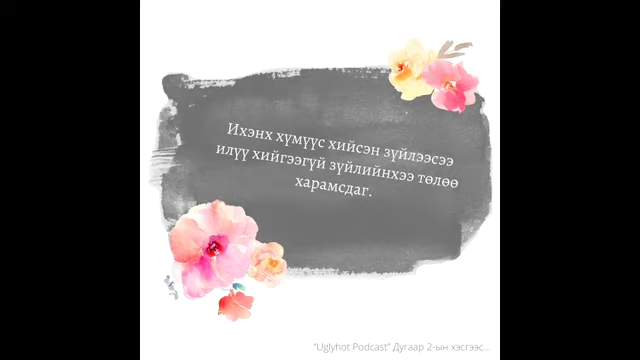 Ихэнх хүмүүс хийсэн зүйлээсээ
илүү хийгээгүй зүйлийнхээ төлөө
харамсдаг.
"Uglyhot Podcast" Дугаар 2-ын хэсгээс...